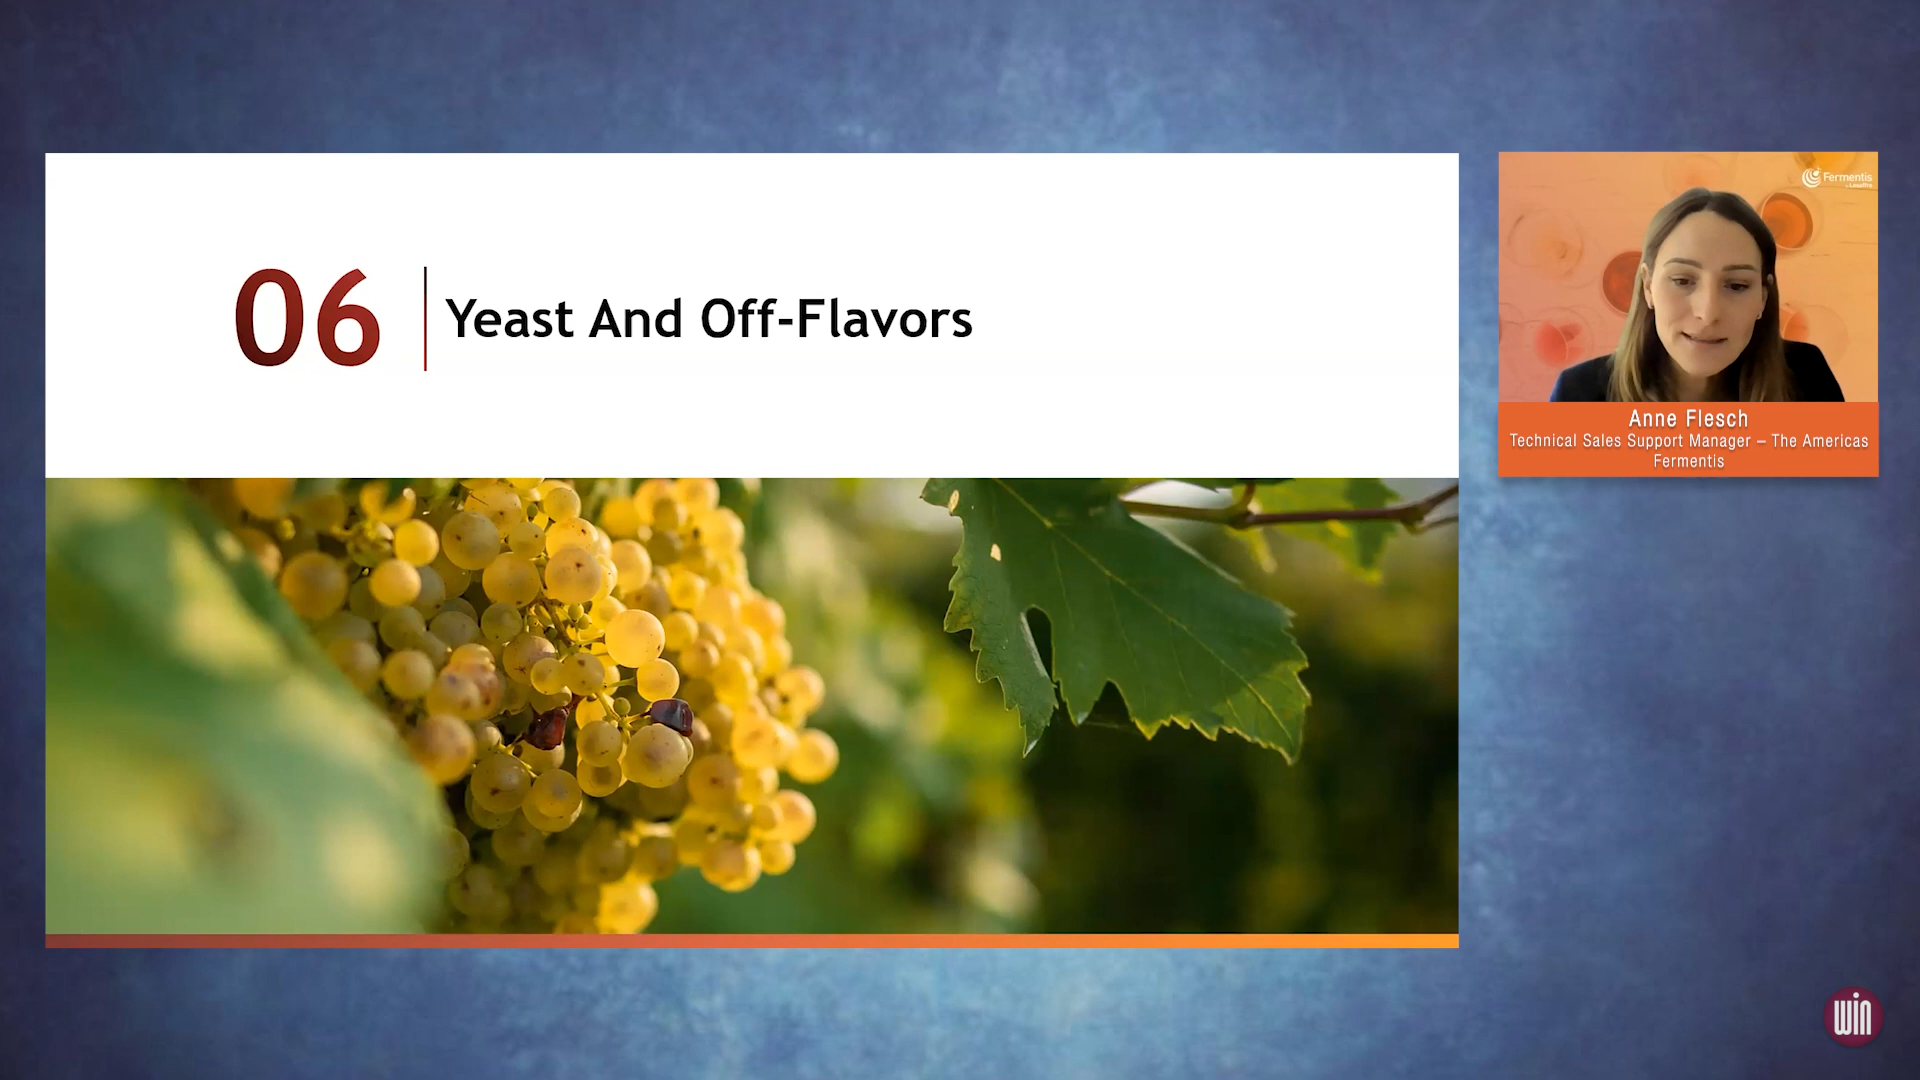 06
Yeast And Off-Flavors
Fermentis
Anne Flesch
Technical Sales Support Manager – The Americas
Fermentis
win